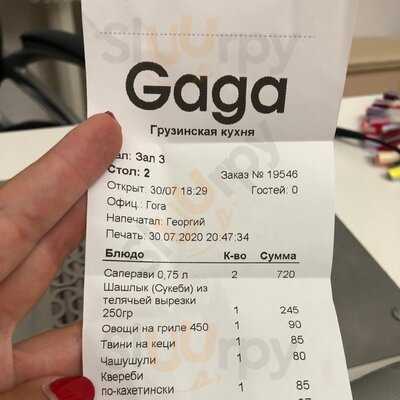 Gaga
Грузинская кухня
Зал 3
Стол: 2 Заказ № 19546
Открыт: 30/07 18:29 Гостей: 0
Офиц.: Гога
Напечатал: Георгий
Печать: 30.07.2020 20:47:34
Блюдо К-во Сумма
Саперави 0,75 л 2 720
Шашлык (Сукеби) из
телячьей вырезки
250гр 1 245
Овощи на гриле 450 1 90
Твини на кеци 1 85
Чашушули 1 80
Квереби
по-кахетински 1 85